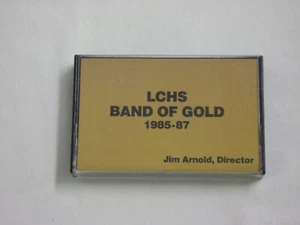 LCHS
BAND OF GOLD
1985-87
Jim Arnold, Director